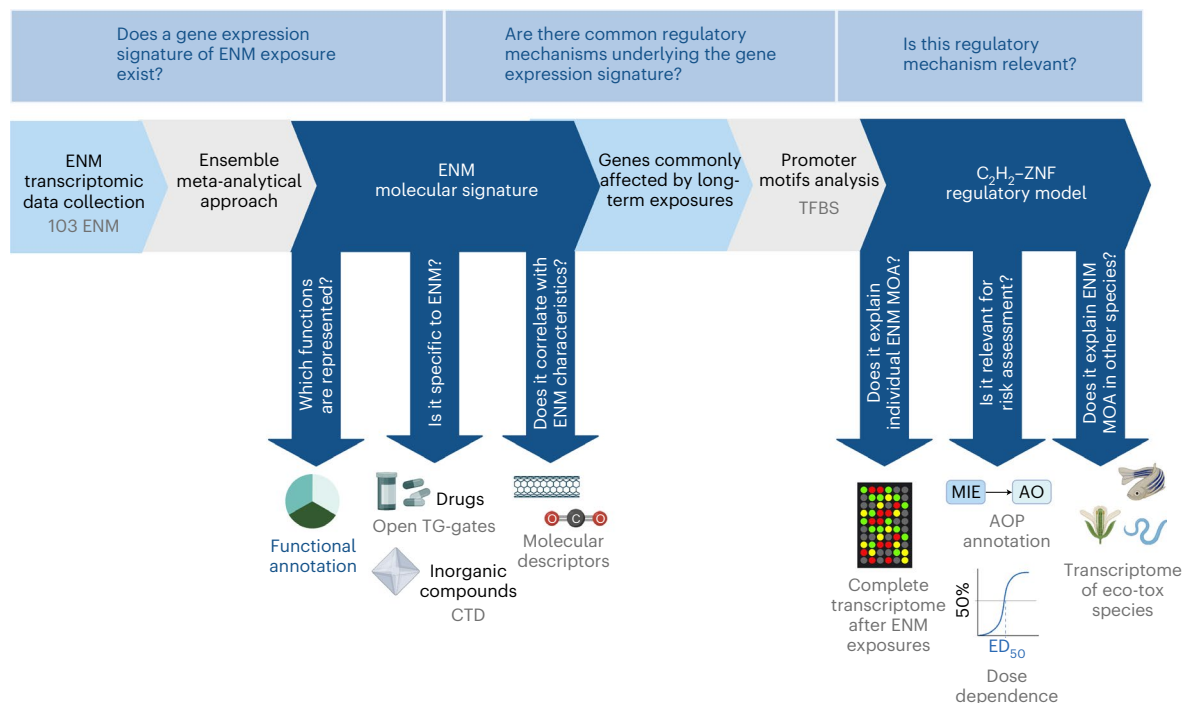 Does a gene expression
signature of ENM exposure
exist?
Are there common regulatory
mechanisms underlying the gene
expression signature?
Is this regulatory
mechanism relevant?
ENM
transcriptomic
data collection
103 ENM
Ensemble
meta-analytical
approach
ENM
molecular signature
Genes commonly
affected by long-
term exposures
Promoter
motifs analysis
TFBS
C₂H₂–ZNF
regulatory model
Which functions
are represented?
Is it specific to ENM?
Does it correlate with
ENM characteristics?
Does it explain
individual ENM MOA?
Is it relevant for
risk assessment?
Does it explain ENM
MOA in other species?
Functional
annotation
Drugs
Open TG-gates
Inorganic
compounds
CTD
O C O
Molecular
descriptors
Complete
transcriptome
after ENM
exposures
MIE AO
AOP
annotation
50%
ED₅₀
Dose
dependence
Transcriptome
of eco-tox
species